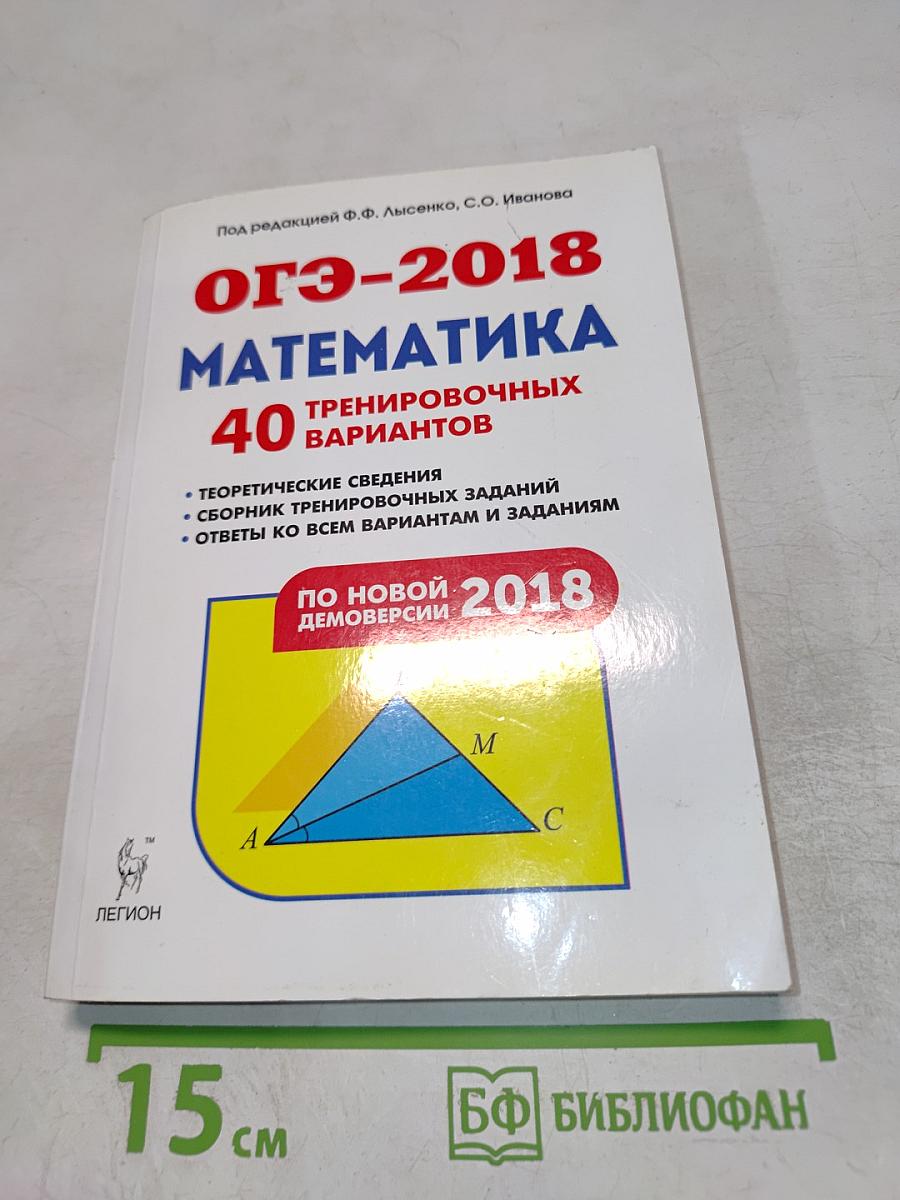 Под редакцией Ф.Ф. Лысенко, С.О. Иванова
ОГЭ–2018
МАТЕМАТИКА
40 ТРЕНИРОВОЧНЫХ
ВАРИАНТОВ
• ТЕОРЕТИЧЕСКИЕ СВЕДЕНИЯ
• СБОРНИК ТРЕНИРОВОЧНЫХ ЗАДАНИЙ
• ОТВЕТЫ КО ВСЕМ ВАРИАНТАМ И ЗАДАНИЯМ
ПО НОВОЙ
ДЕМОВЕРСИИ 2018
M
A
C
TM
ЛЕГИОН
15 см
БФ БИБЛИОФАН